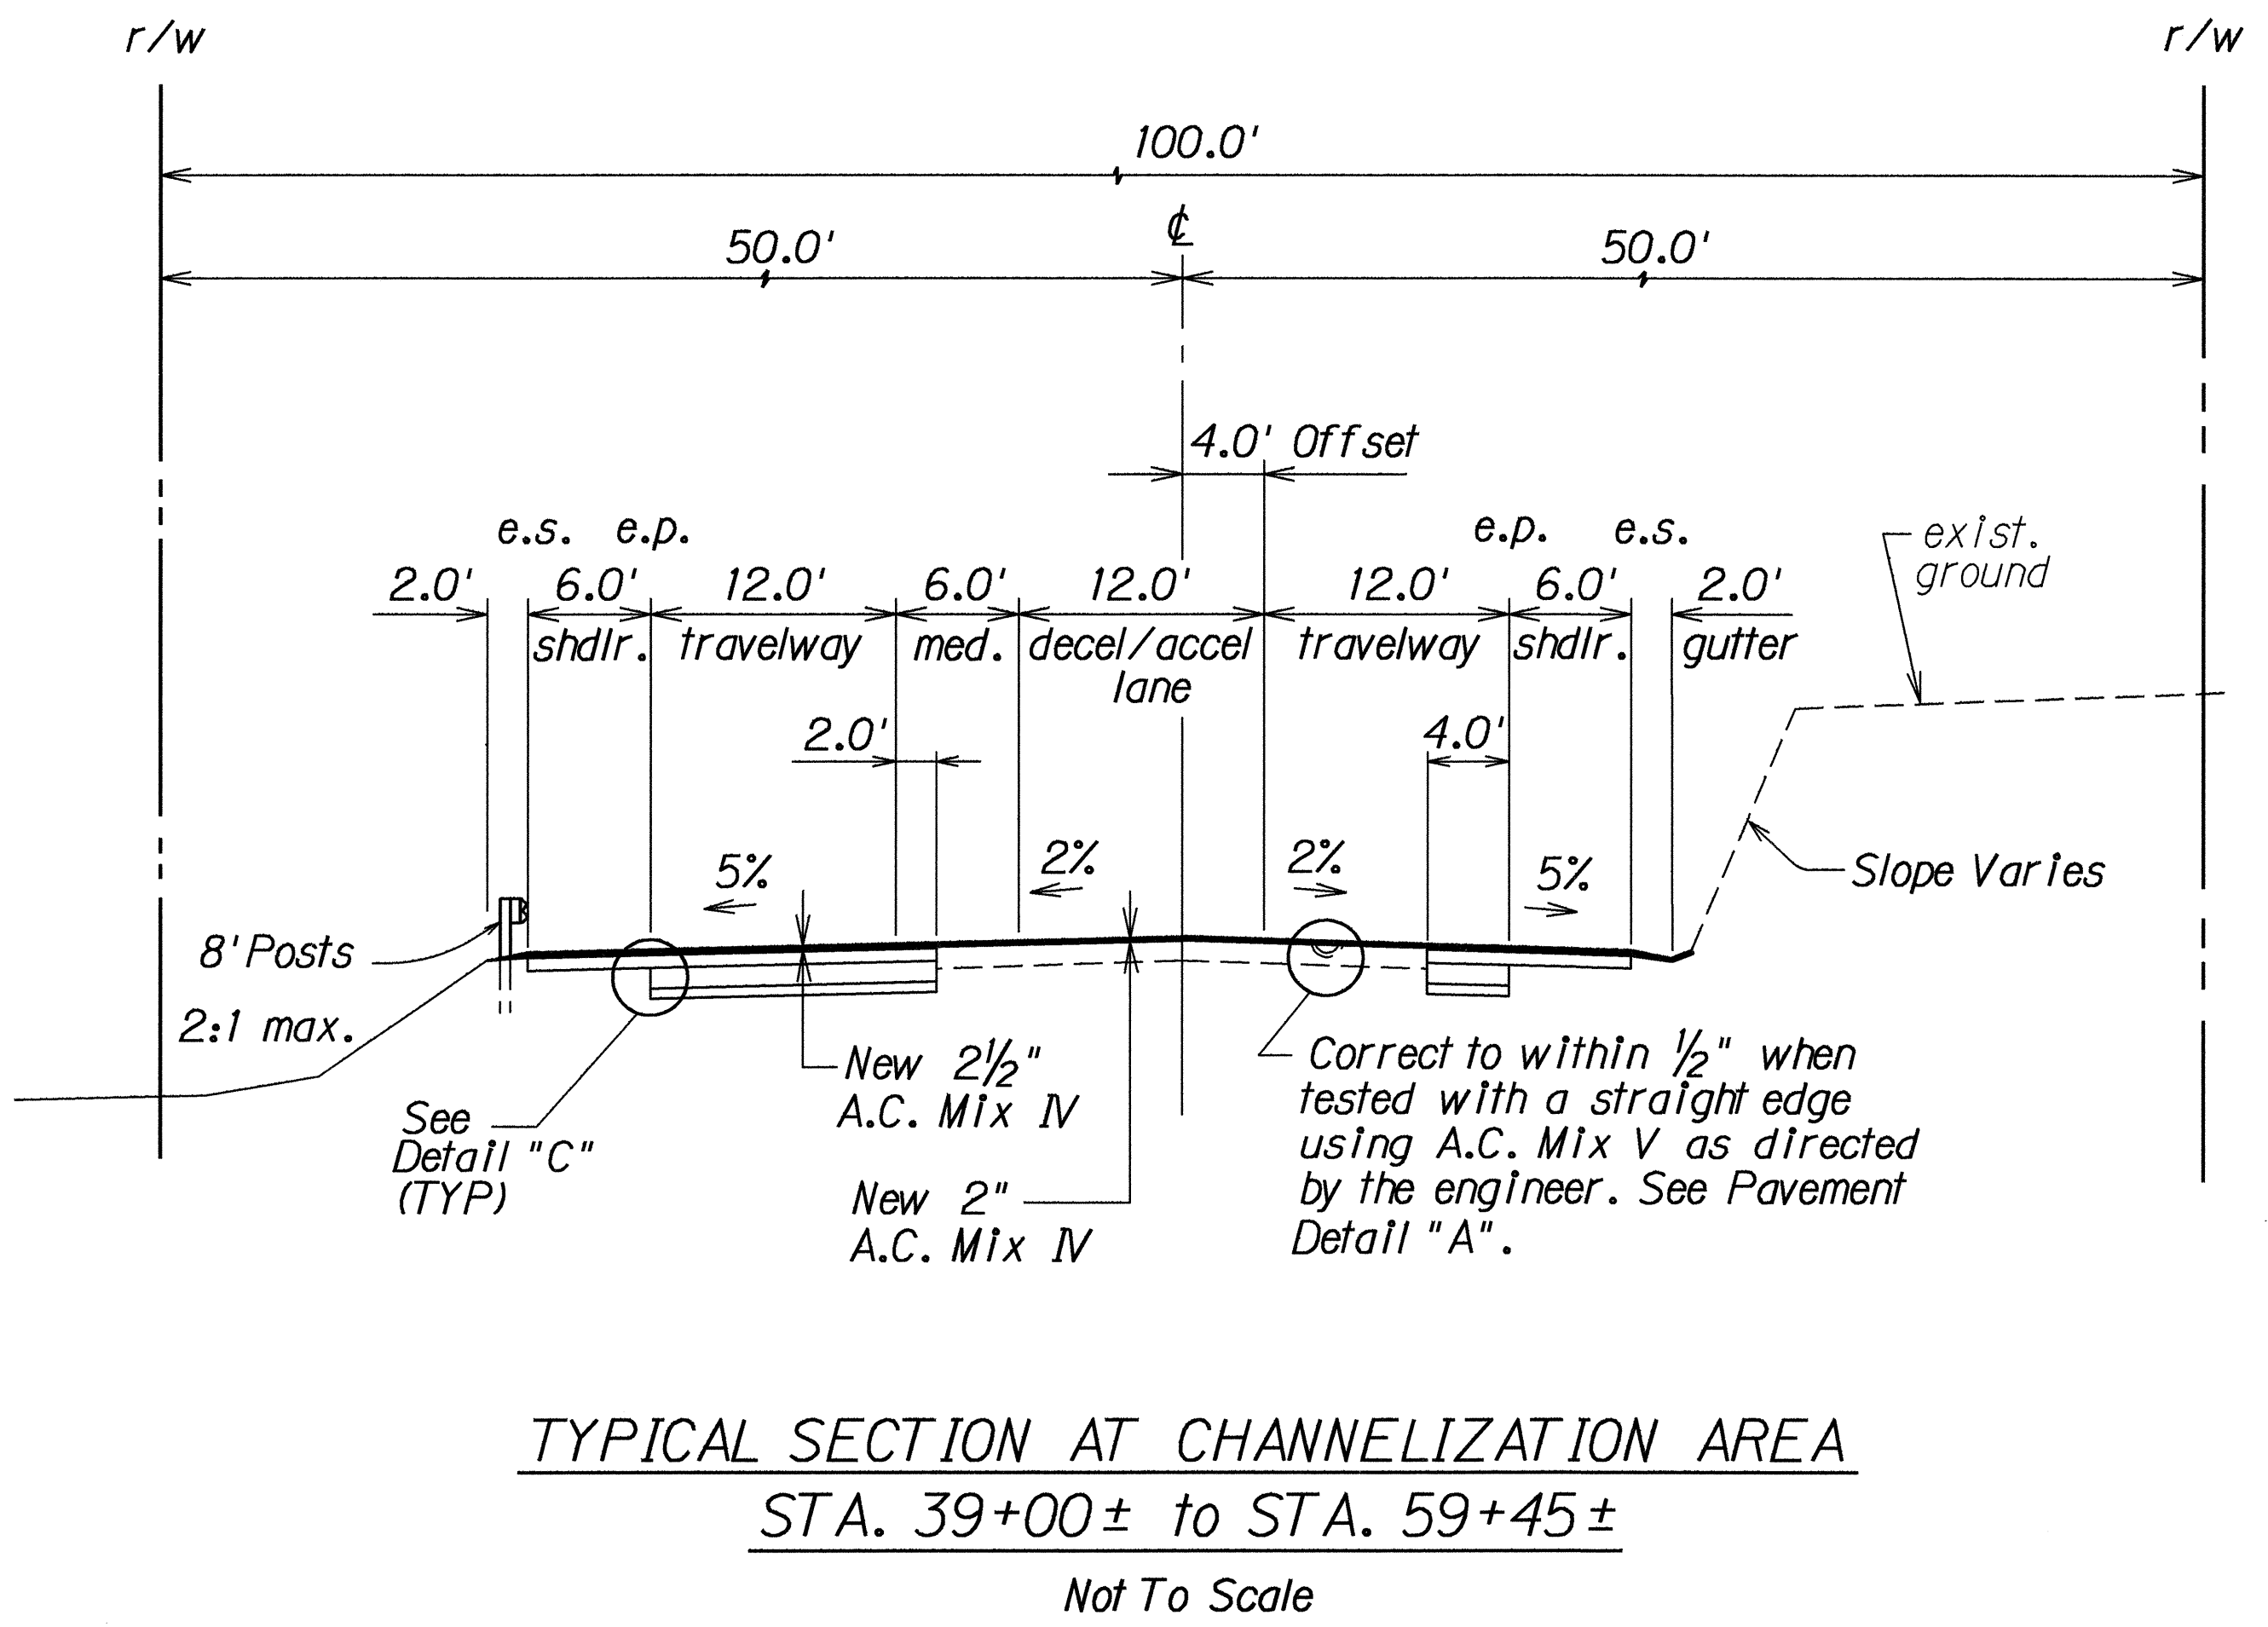 r/w r/w
100.0'
℄
50.0' 50.0'
4.0' Offset
e.s. e.p. e.p. e.s.
exist.
ground
2.0' 6.0' 12.0' 6.0' 12.0' 12.0' 6.0' 2.0'
shdlr. travelway med. decel/accel travelway shdlr. gutter
lane
2.0' 4.0'
5% 2% 2% 5%
Slope Varies
8' Posts
2:1 max.
See
Detail "C"
(TYP)
New 2½"
A.C. Mix IV
New 2"
A.C. Mix IV
Correct to within ½" when
tested with a straight edge
using A.C. Mix V as directed
by the engineer. See Pavement
Detail "A".
TYPICAL SECTION AT CHANNELIZATION AREA
STA. 39+00± to STA. 59+45±
Not To Scale